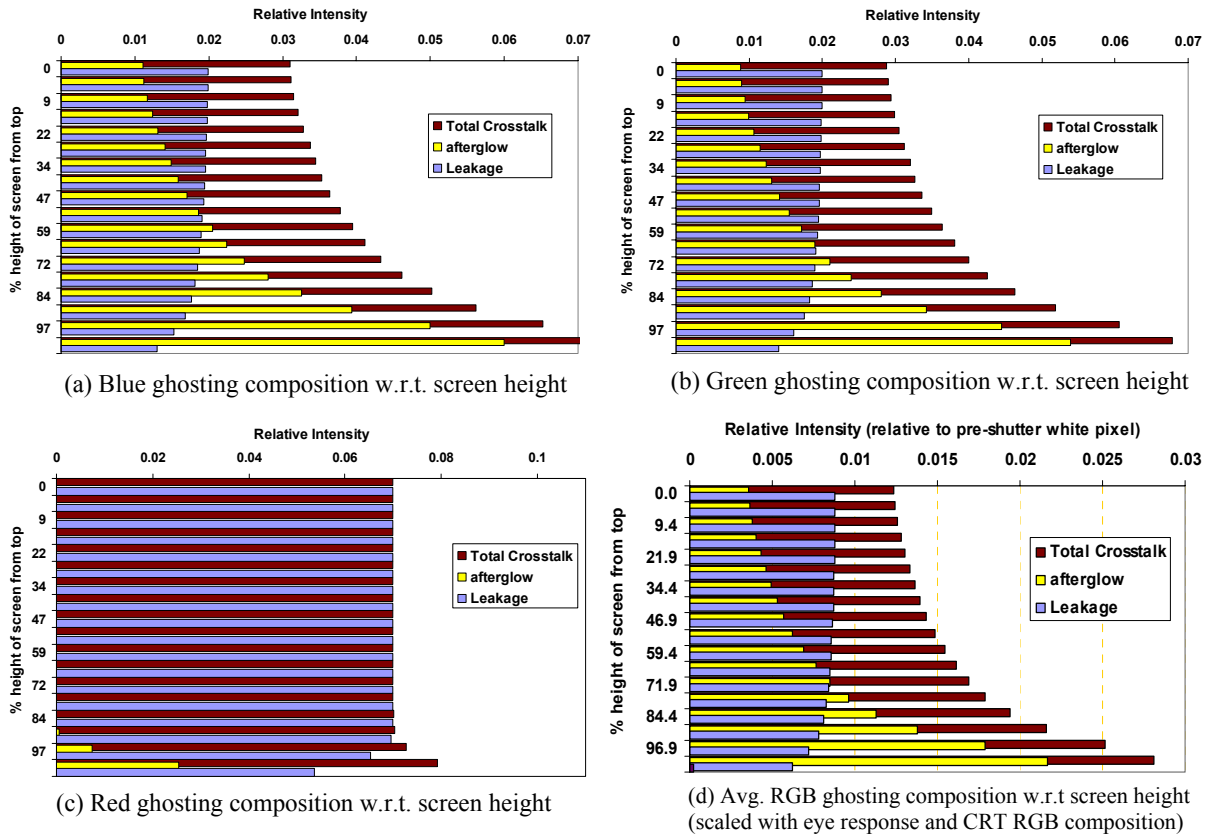 Relative Intensity
0 0.01 0.02 0.03 0.04 0.05 0.06 0.07
% height of screen from top
0
9
22
34
47
59
72
84
97
Total Crosstalk
afterglow
Leakage
(a) Blue ghosting composition w.r.t. screen height
Relative Intensity
0 0.01 0.02 0.03 0.04 0.05 0.06 0.07
% height of screen from top
0
9
22
34
47
59
72
84
97
Total Crosstalk
afterglow
Leakage
(b) Green ghosting composition w.r.t. screen height
Relative Intensity
0 0.02 0.04 0.06 0.08 0.1
% height of screen from top
0
9
22
34
47
59
72
84
97
Total Crosstalk
afterglow
Leakage
(c) Red ghosting composition w.r.t. screen height
Relative Intensity (relative to pre-shutter white pixel)
0 0.005 0.01 0.015 0.02 0.025 0.03
% height of screen from top
0.0
9.4
21.9
34.4
46.9
59.4
71.9
84.4
96.9
Total Crosstalk
afterglow
Leakage
(d) Avg. RGB ghosting composition w.r.t screen height
(scaled with eye response and CRT RGB composition)